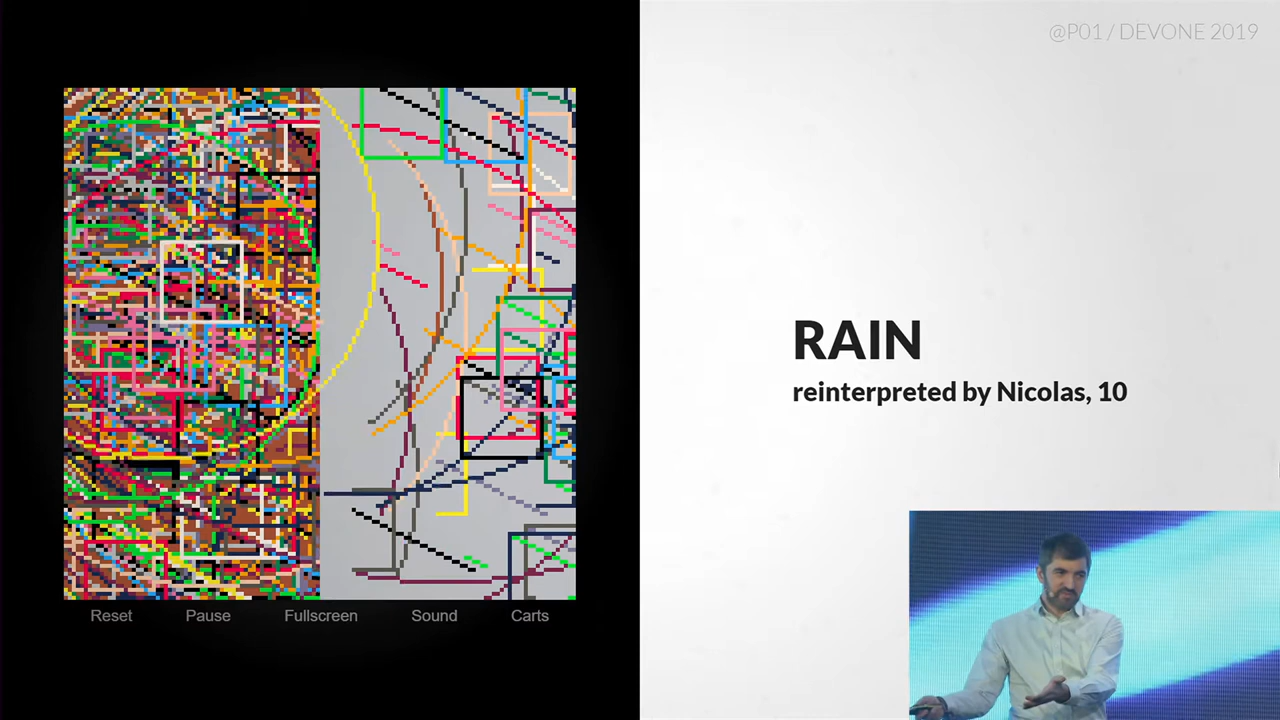 @P01 / DEVONE 2019
RAIN
reinterpreted by Nicolas, 10
Reset
Pause
Fullscreen
Sound
Carts